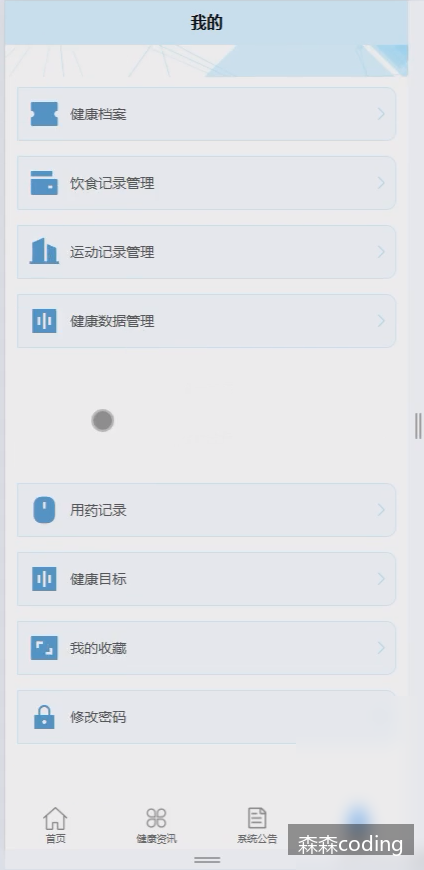 我的
健康档案
饮食记录管理
运动记录管理
健康数据管理
用药记录
健康目标
我的收藏
修改密码
首页
健康资讯
系统公告
森森coding